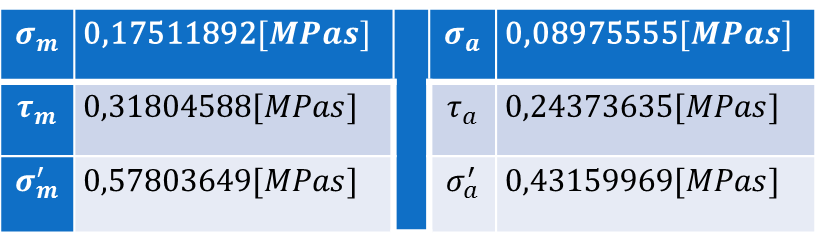 σm 0,17511892[MPas] σa 0,08975555[MPas]
τm 0,31804588[MPas] τa 0,24373635[MPas]
σ′m 0,57803649[MPas] σ′a 0,43159969[MPas]